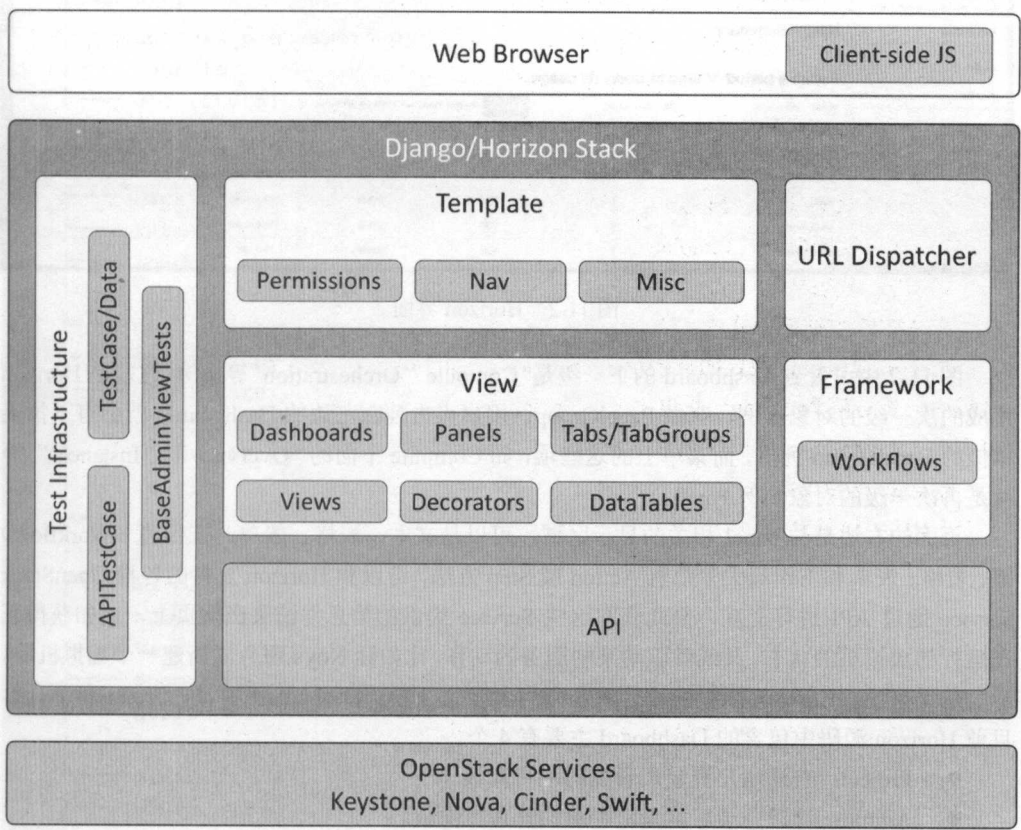 Web Browser
Client-side JS
Django/Horizon Stack
Test Infrastructure
TestCase/Data
APITestCase
BaseAdminViewTests
Template
Permissions
Nav
Misc
URL Dispatcher
View
Dashboards
Panels
Tabs/TabGroups
Views
Decorators
DataTables
Framework
Workflows
API
OpenStack Services
Keystone, Nova, Cinder, Swift, ...